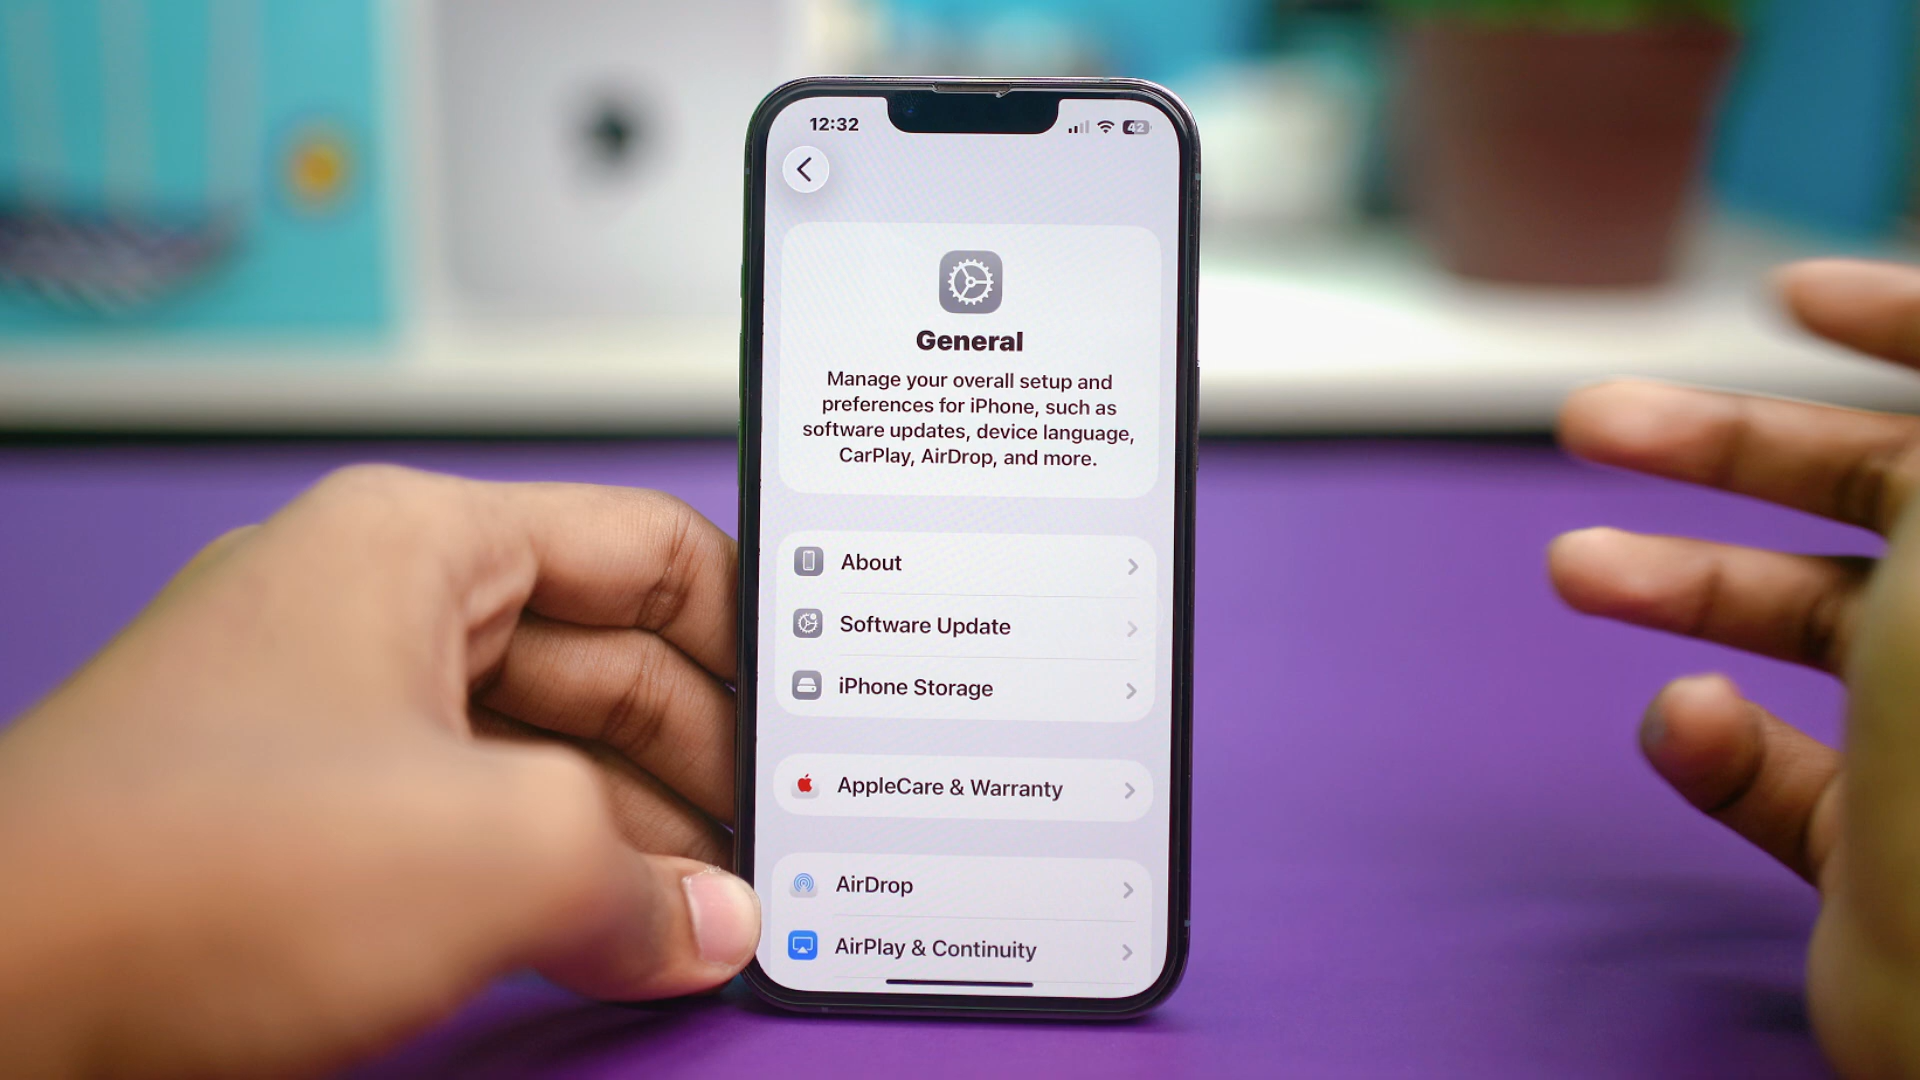 12:32
42
General
Manage your overall setup and
preferences for iPhone, such as
software updates, device language,
CarPlay, AirDrop, and more.
About
Software Update
iPhone Storage
AppleCare & Warranty
AirDrop
AirPlay & Continuity